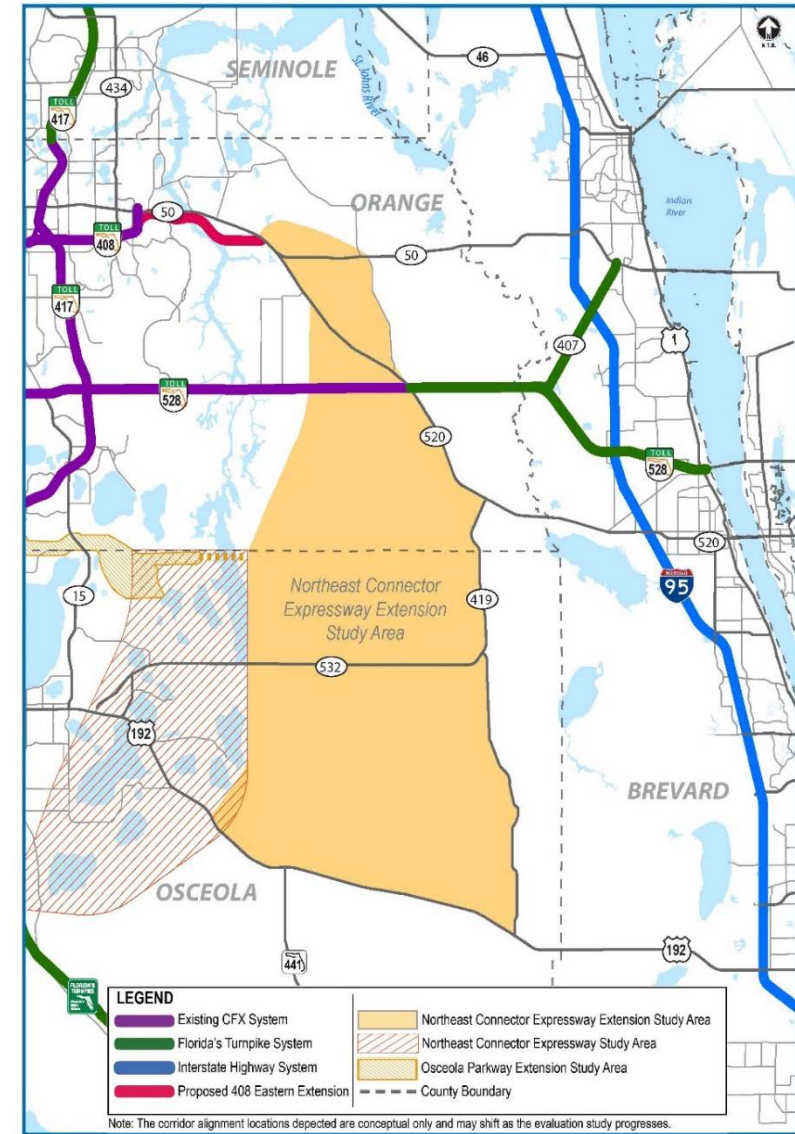 N.T.S.
46
SEMINOLE
St. Johns River
434
TOLL
417
ORANGE
Indian
River
50
TOLL
408
50
TOLL
417
407
1
TOLL
528
520
TOLL
528
520
Northeast Connector
Expressway Extension
Study Area
419
15
INTERSTATE
95
532
192
BREVARD
OSCEOLA
192
441
FLORIDA'S
TURNPIKE
LEGEND
Existing CFX System
Florida's Turnpike System
Interstate Highway System
Proposed 408 Eastern Extension
Northeast Connector Expressway Extension Study Area
Northeast Connector Expressway Study Area
Osceola Parkway Extension Study Area
County Boundary
Note: The corridor alignment locations depected are conceptual only and may shift as the evaluation study progresses.